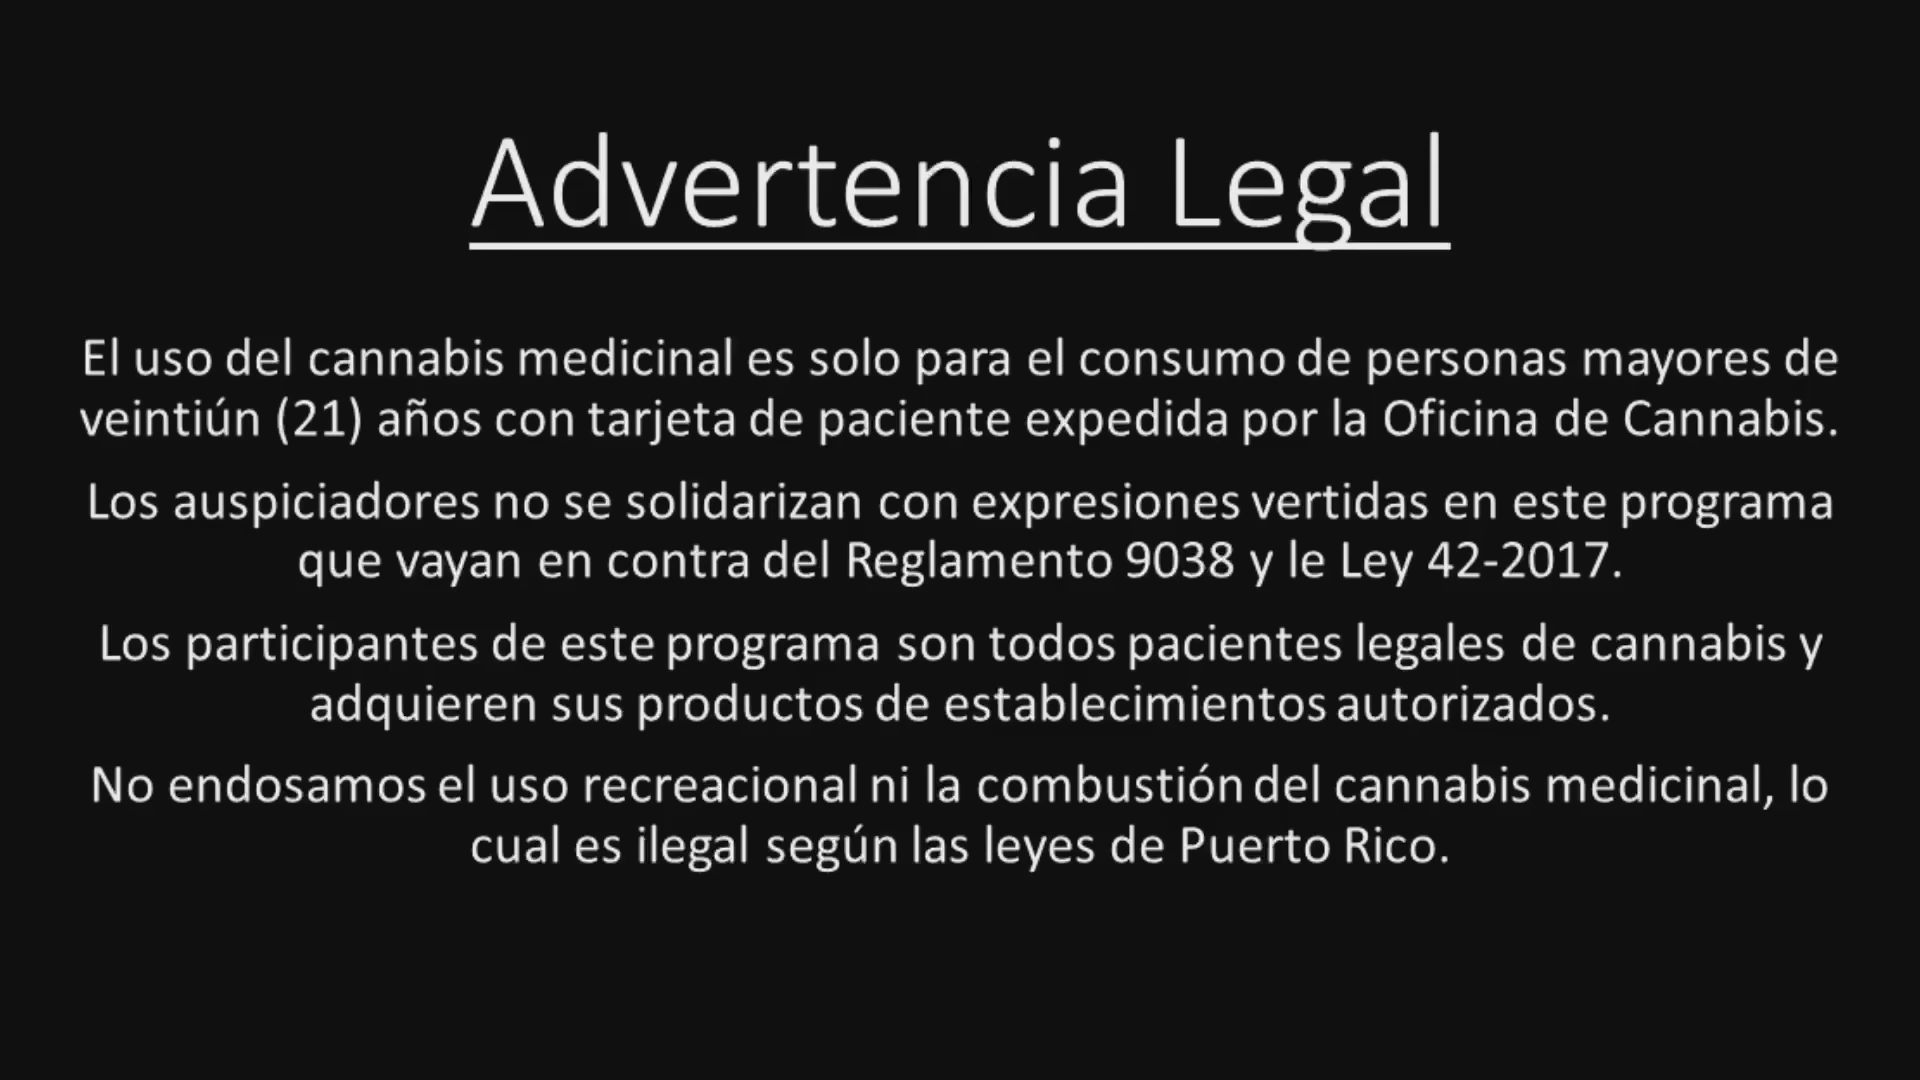 Advertencia Legal
El uso del cannabis medicinal es solo para el consumo de personas mayores de
veintiún (21) años con tarjeta de paciente expedida por la Oficina de Cannabis.
Los auspiciadores no se solidarizan con expresiones vertidas en este programa
que vayan en contra del Reglamento 9038 y le Ley 42-2017.
Los participantes de este programa son todos pacientes legales de cannabis y
adquieren sus productos de establecimientos autorizados.
No endosamos el uso recreacional ni la combustión del cannabis medicinal, lo
cual es ilegal según las leyes de Puerto Rico.